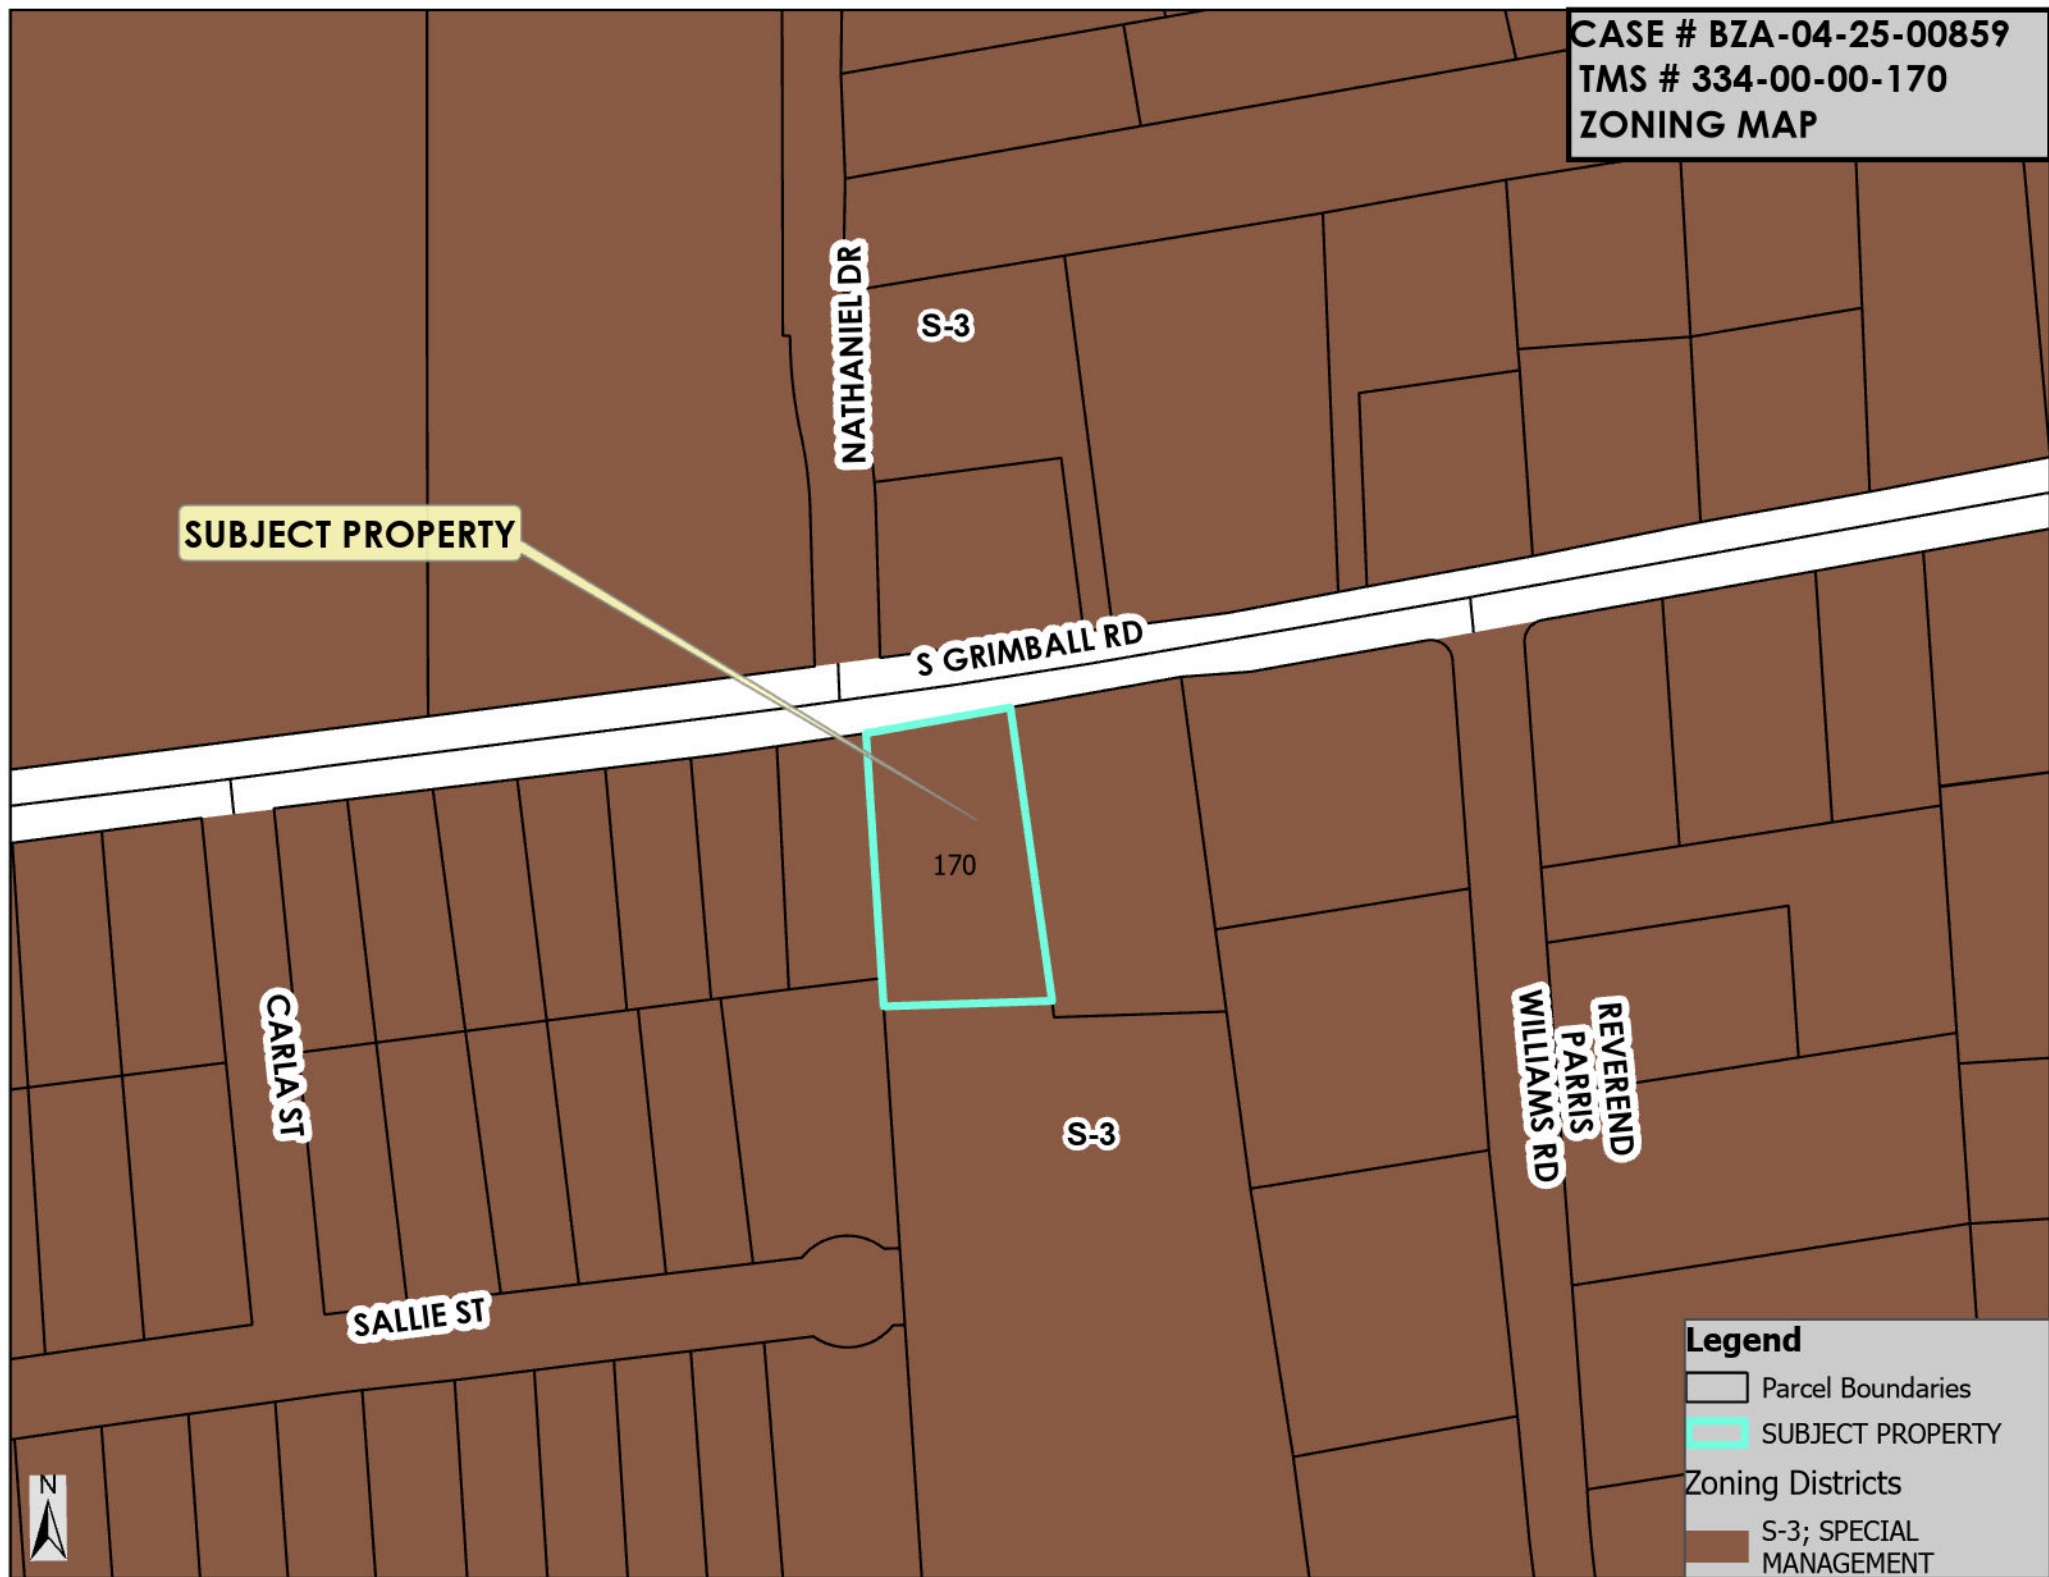 CASE # BZA-04-25-00859
TMS # 334-00-00-170
ZONING MAP
NATHANIEL DR
S-3
SUBJECT PROPERTY
S GRIMBALL RD
170
CARLA ST
S-3
REVEREND
PARRIS
WILLIAMS RD
SALLIE ST
N
Legend
Parcel Boundaries
SUBJECT PROPERTY
Zoning Districts
S-3; SPECIAL
MANAGEMENT